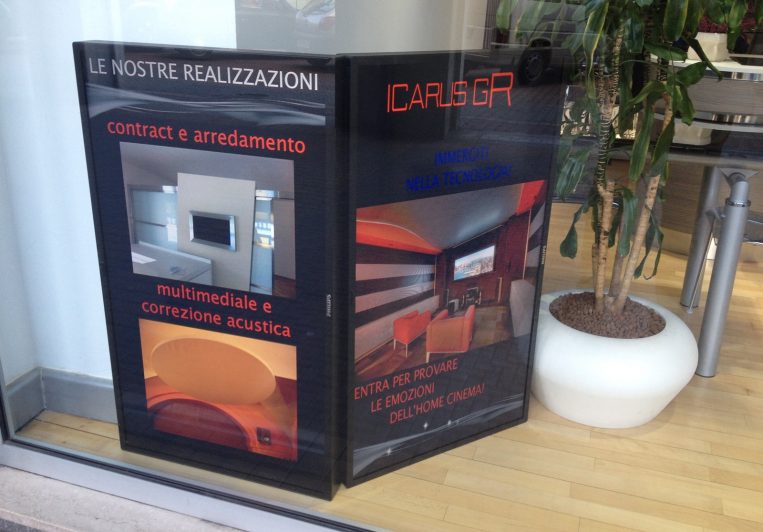 LE NOSTRE REALIZZAZIONI
contract e arredamento
multimediale e
correzione acustica
ICARUS GR
IMMERGITI
NELLA TECNOLOGIA!
ENTRA PER PROVARE
LE EMOZIONI
DELL'HOME CINEMA!